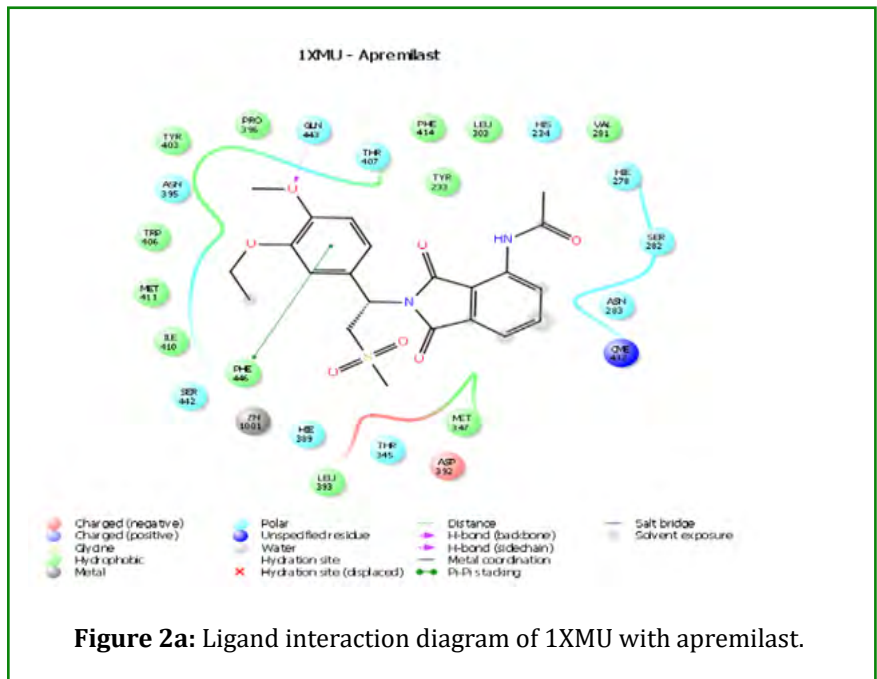 1XMU - Apremilast
TYR 403
PRO 396
GLN 443
PHE 414
LEU 303
HIS 234
VAL 281
THR 407
ASN 395
TYR 233
HIE 278
TRP 406
SER 282
MET 411
ASN 283
ILE 410
CME
PHE 446
SER 442
MET 347
ZN 1001
HIE 389
THR 345
ASP 392
LEU 393
O
O
O
O
N
HN
O
O
S
O
O
Charged (negative)
Charged (positive)
Glycine
Hydrophobic
Metal
Polar
Unspecified residue
Water
Hydration site
Hydration site (displaced)
Distance
H-bond (backbone)
H-bond (sidechain)
Metal coordination
Pi-Pi stacking
Salt bridge
Solvent exposure
Figure 2a: Ligand interaction diagram of 1XMU with apremilast.